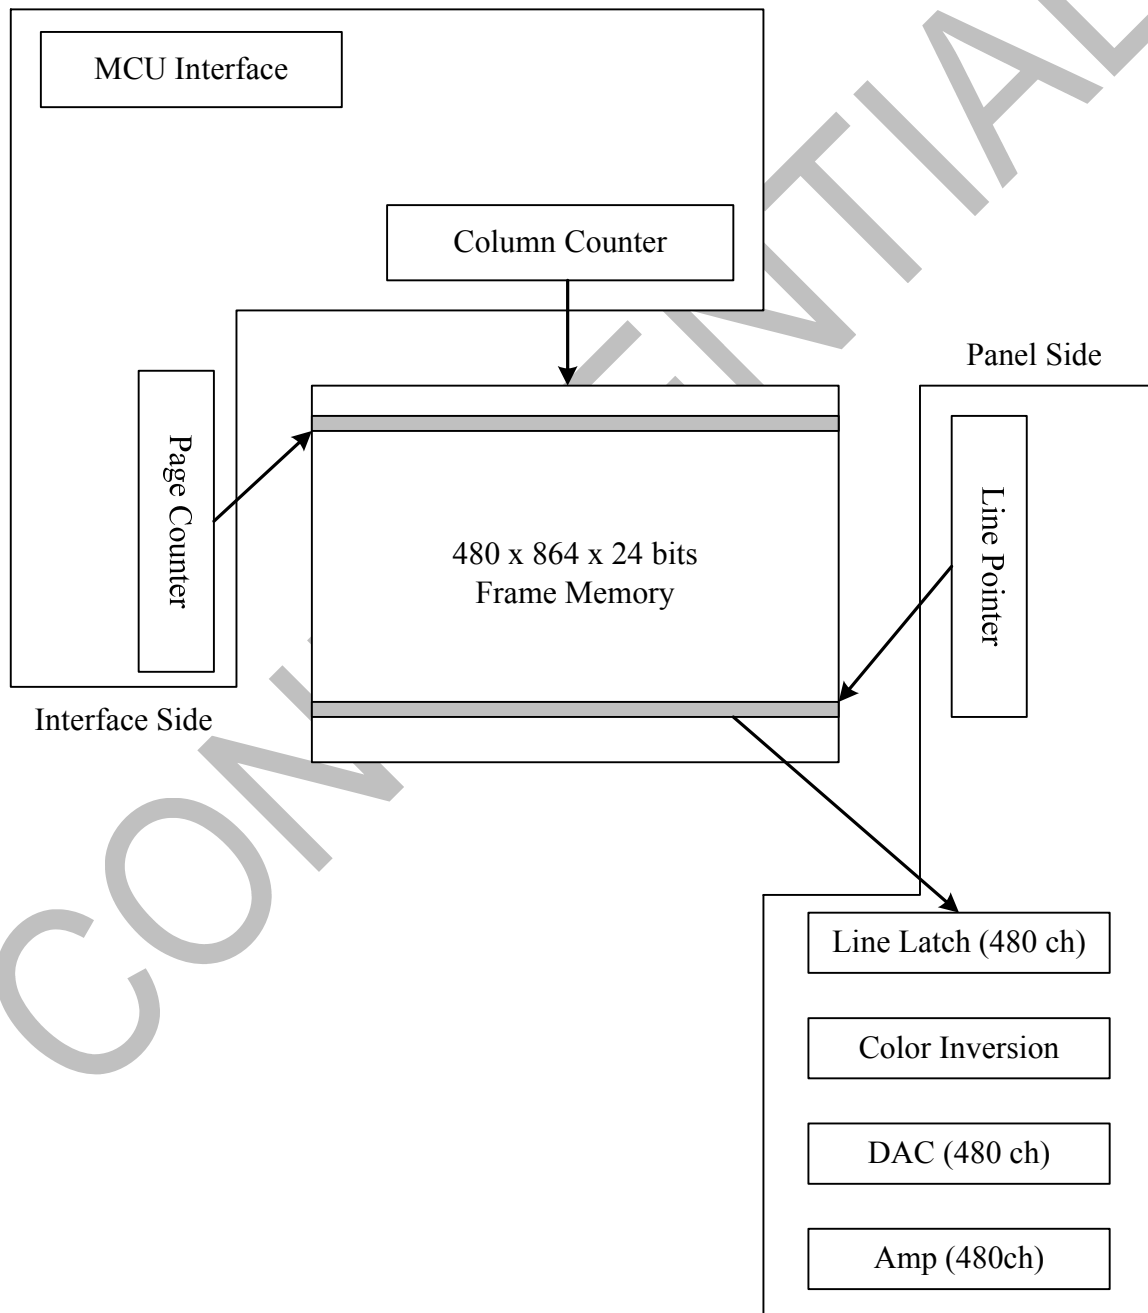 MCU Interface
Column Counter
Panel Side
Page Counter
Line Pointer
480 x 864 x 24 bits
Frame Memory
Interface Side
Line Latch (480 ch)
Color Inversion
DAC (480 ch)
Amp (480ch)